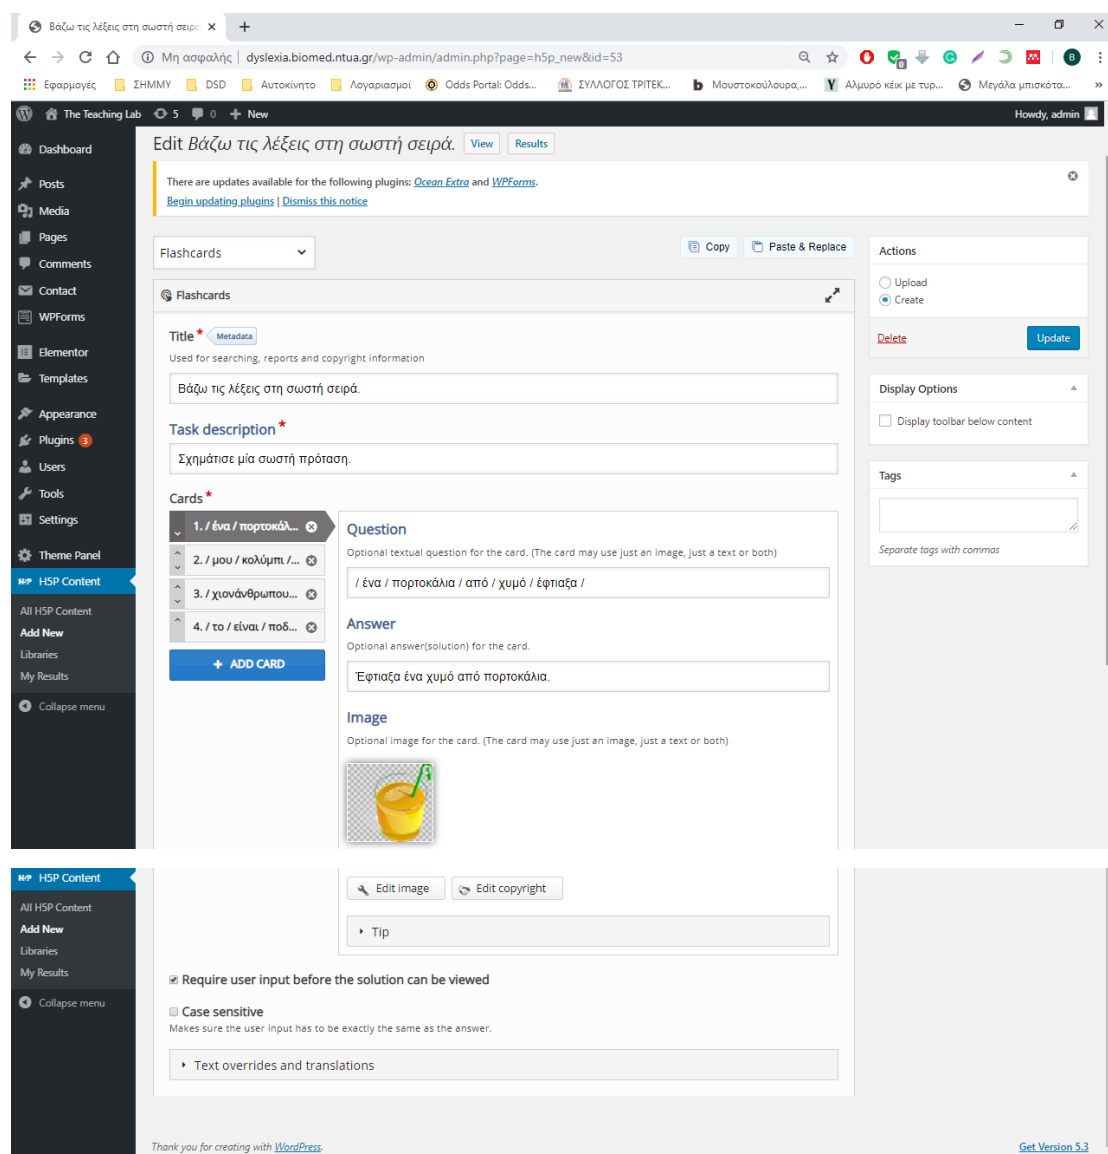 Βάζω τις λέξεις στη σωστή σειρά
Μη ασφαλής | dyslexia.biomed.ntua.gr/wp-admin/admin.php?page=h5p_new&id=53
Εφαρμογές ΣΗΜΜΥ DSD Αυτοκίνητο Λογαριασμοί Odds Portal: Odds... ΣΥΛΛΟΓΟΣ ΤΡΙΤΕΚ... Μουστοκούλουρα,... Αλμυρό κέικ με τυρ... Μεγάλα μπισκότα... »
The Teaching Lab 5 0 + New Howdy, admin
Dashboard
Posts
Media
Pages
Comments
Contact
WPForms
Elementor
Templates
Appearance
Plugins 3
Users
Tools
Settings
Theme Panel
H5P Content
All H5P Content
Add New
Libraries
My Results
Collapse menu
Edit Βάζω τις λέξεις στη σωστή σειρά. View Results
There are updates available for the following plugins: Ocean Extra and WPForms.
Begin updating plugins | Dismiss this notice
Flashcards Copy Paste & Replace
Flashcards
Title * Metadata
Used for searching, reports and copyright information
Βάζω τις λέξεις στη σωστή σειρά.
Task description *
Σχημάτισε μία σωστή πρόταση.
Cards *
1. / ένα / πορτοκάλ...
2. / μου / κολύμπι /...
3. / χιονάνθρωπου...
4. / το / είναι / ποδ...
+ ADD CARD
Question
Optional textual question for the card. (The card may use just an image, just a text or both)
/ ένα / πορτοκάλια / από / χυμό / έφτιαξα /
Answer
Optional answer(solution) for the card.
Έφτιαξα ένα χυμό από πορτοκάλια.
Image
Optional image for the card. (The card may use just an image, just a text or both)
Actions
Upload
Create
Delete Update
Display Options
Display toolbar below content
Tags
Separate tags with commas
H5P Content
All H5P Content
Add New
Libraries
My Results
Collapse menu
Edit image Edit copyright
Tip
Require user input before the solution can be viewed
Case sensitive
Makes sure the user input has to be exactly the same as the answer.
Text overrides and translations
Thank you for creating with WordPress. Get Version 5.3